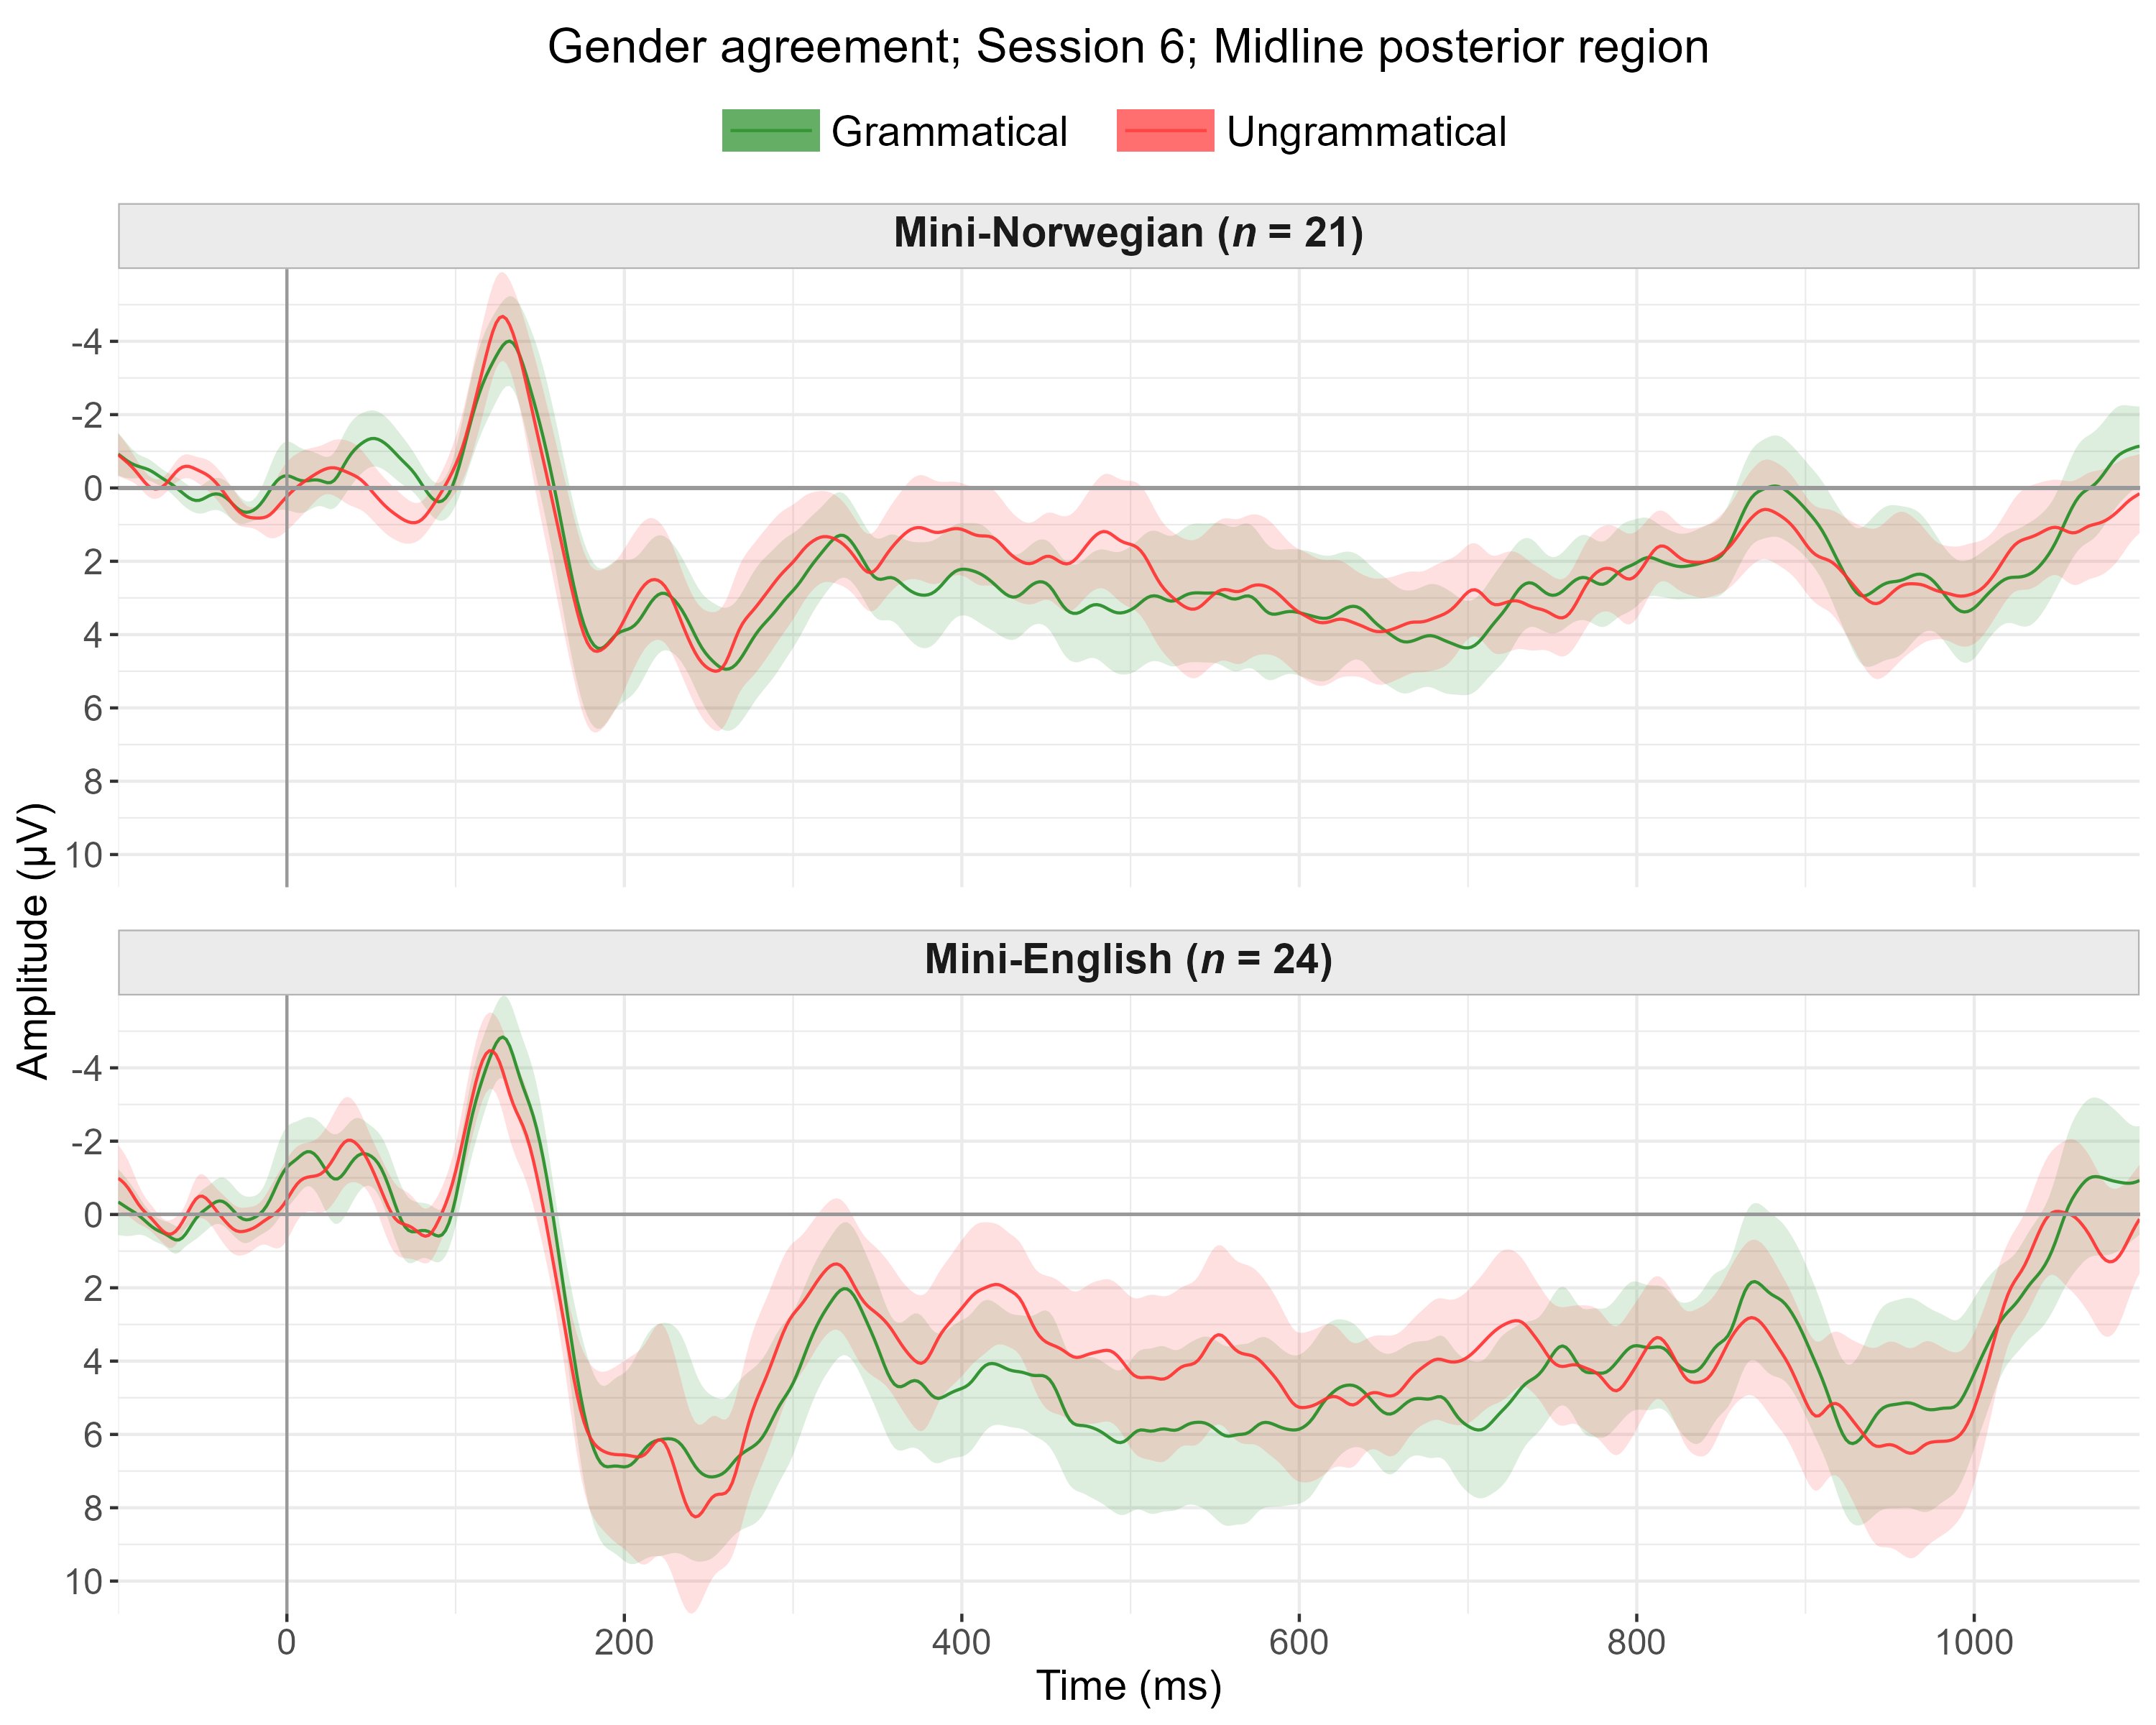 Gender agreement; Session 6; Midline posterior region
Grammatical
Ungrammatical
Mini-Norwegian (n = 21)
-4
-2
0
2
4
6
8
10
Mini-English (n = 24)
-4
-2
0
2
4
6
8
10
Amplitude (µV)
0 200 400 600 800 1000
Time (ms)